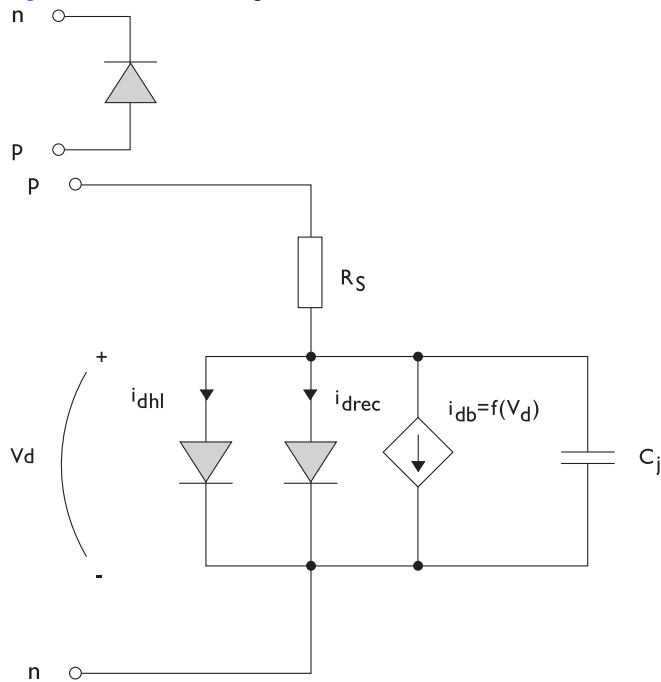 n
p
p
R_S
+
i_dhl
i_drec
i_db=f(V_d)
Vd
C_j
-
n